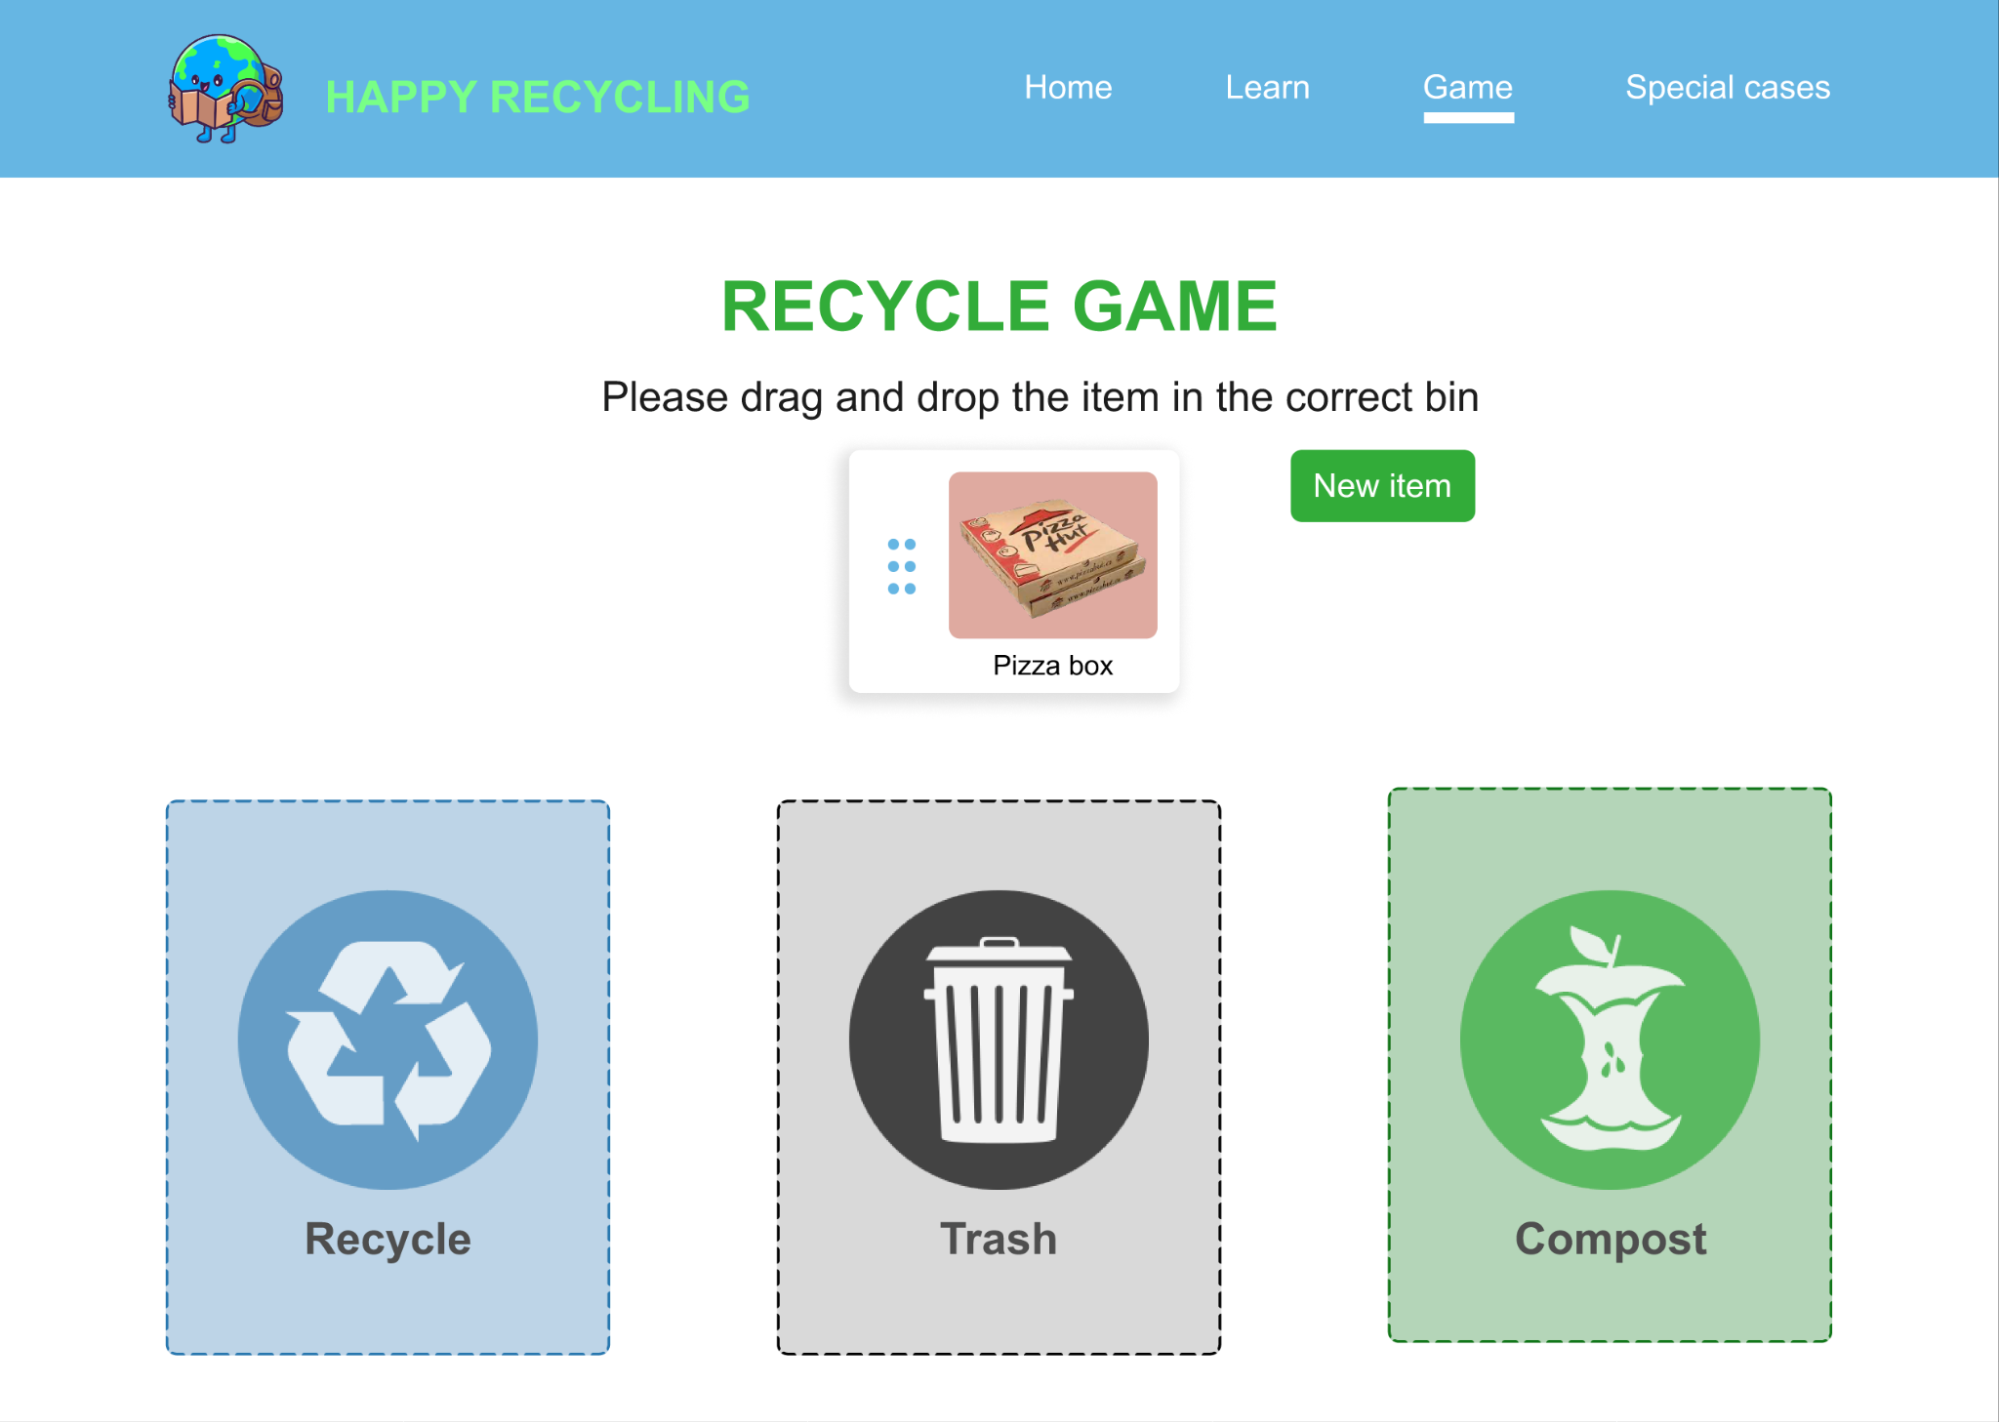 HAPPY RECYCLING
Home
Learn
Game
Special cases
RECYCLE GAME
Please drag and drop the item in the correct bin
New item
Pizza
Hut
Pizza box
Recycle
Trash
Compost